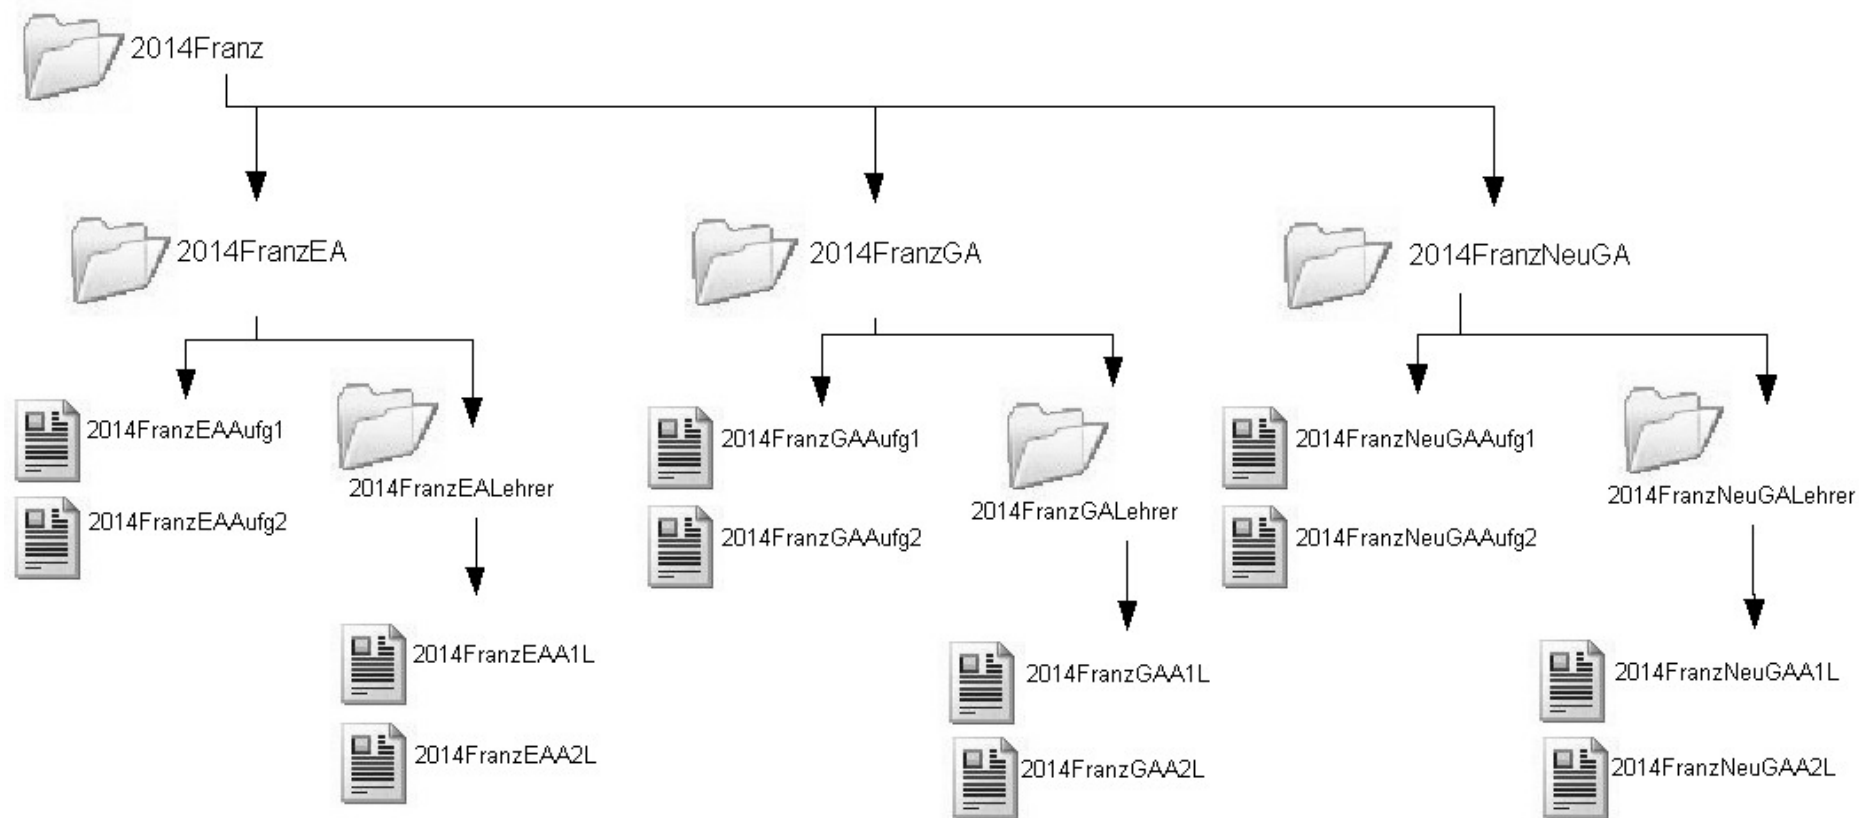 2014Franz
2014FranzEA
2014FranzGA
2014FranzNeuGA
2014FranzEAAufg1
2014FranzEAAufg2
2014FranzEALehrer
2014FranzGAAufg1
2014FranzGAAufg2
2014FranzGALehrer
2014FranzNeuGAAufg1
2014FranzNeuGAAufg2
2014FranzNeuGALehrer
2014FranzEAA1L
2014FranzEAA2L
2014FranzGAA1L
2014FranzGAA2L
2014FranzNeuGAA1L
2014FranzNeuGAA2L